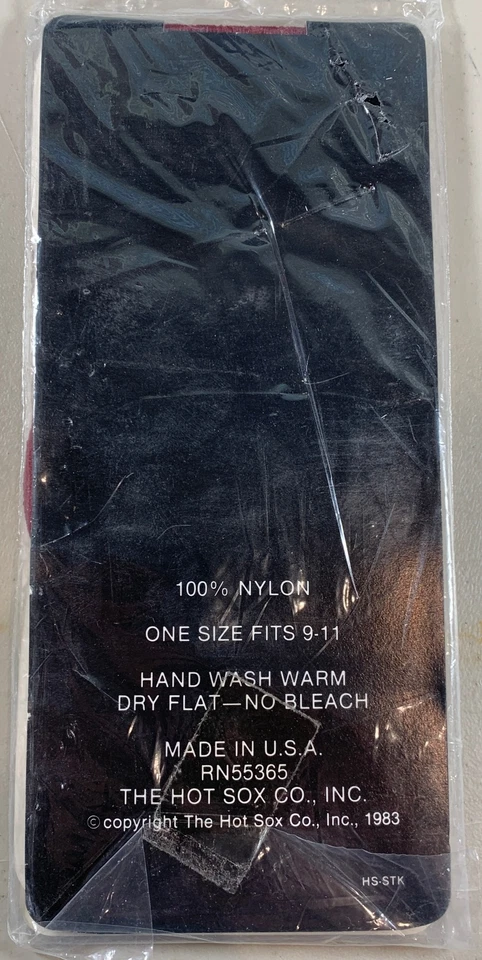 100% NYLON
ONE SIZE FITS 9-11
HAND WASH WARM
DRY FLAT—NO BLEACH
MADE IN U.S.A.
RN55365
THE HOT SOX CO., INC.
©copyright The Hot Sox Co., Inc., 1983
HS-STK